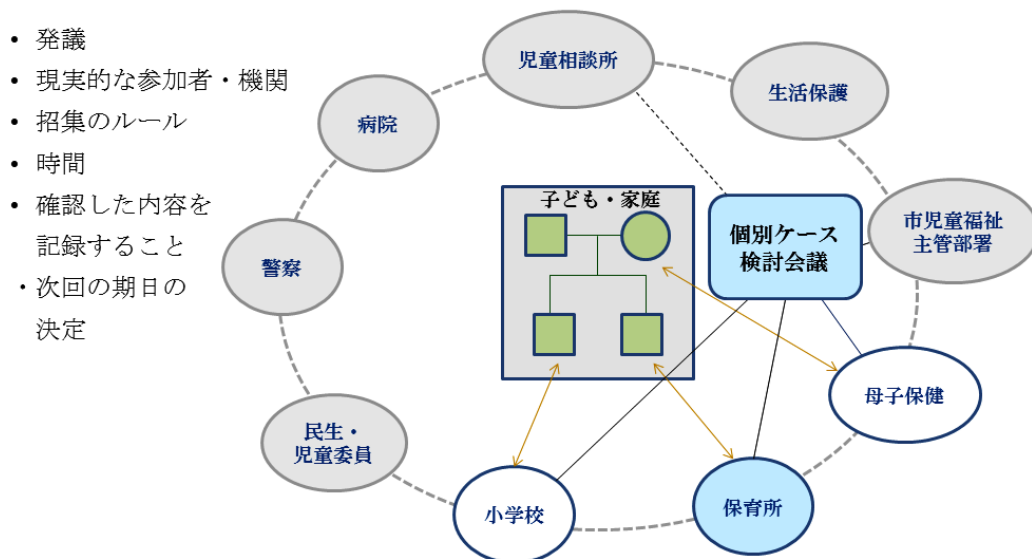 • 発議
• 現実的な参加者・機関
• 招集のルール
• 時間
• 確認した内容を
記録すること
・次回の期日の
決定
児童相談所
生活保護
病院
子ども・家庭
個別ケース
検討会議
市児童福祉
主管部署
警察
母子保健
民生・
児童委員
小学校
保育所